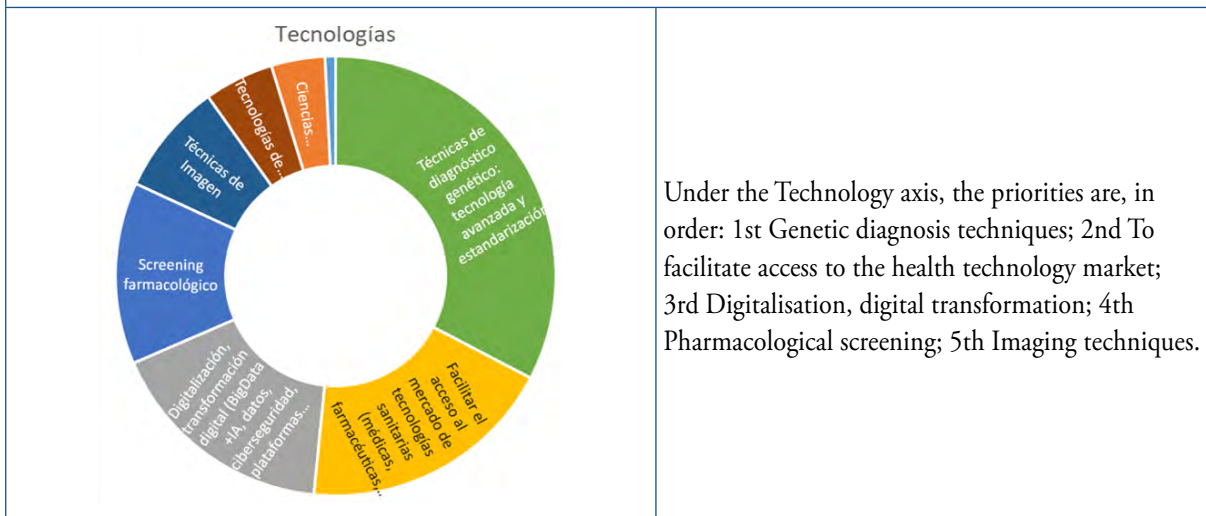 Tecnologías
Técnicas de
diagnóstico
genético:
tecnología
avanzada y
estandarización
Facilitar el
acceso al
mercado de
tecnologías
sanitarias
(médicas,
farmacéuticas,...
Digitalización,
transformación
digital (BigData
+IA, datos,
ciberseguridad,
plataformas...
Screening
farmacológico
Técnicas de
Imagen
Tecnologías de...
Ciencias...
Under the Technology axis, the priorities are, in
order: 1st Genetic diagnosis techniques; 2nd To
facilitate access to the health technology market;
3rd Digitalisation, digital transformation; 4th
Pharmacological screening; 5th Imaging techniques.